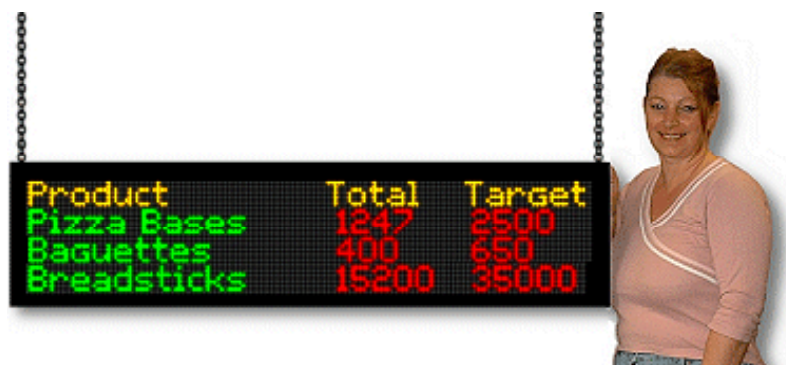 Product Total Target
Pizza Bases 1247 2500
Baguettes 400 650
Breadsticks 15200 35000